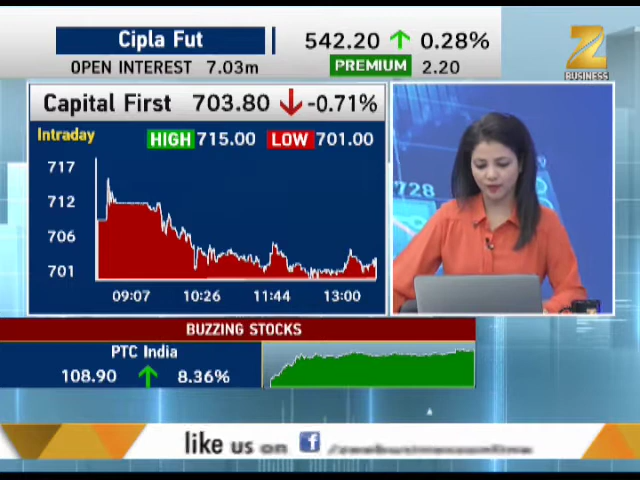 Cipla Fut
542.20 0.28%
OPEN INTEREST 7.03m
PREMIUM 2.20
Z
BUSINESS
Capital First 703.80 -0.71%
Intraday
HIGH 715.00 LOW 701.00
717
712
706
701
09:07 10:26 11:44 13:00
728
BUZZING STOCKS
PTC India
108.90 8.36%
like us on f /zeebusinessonline